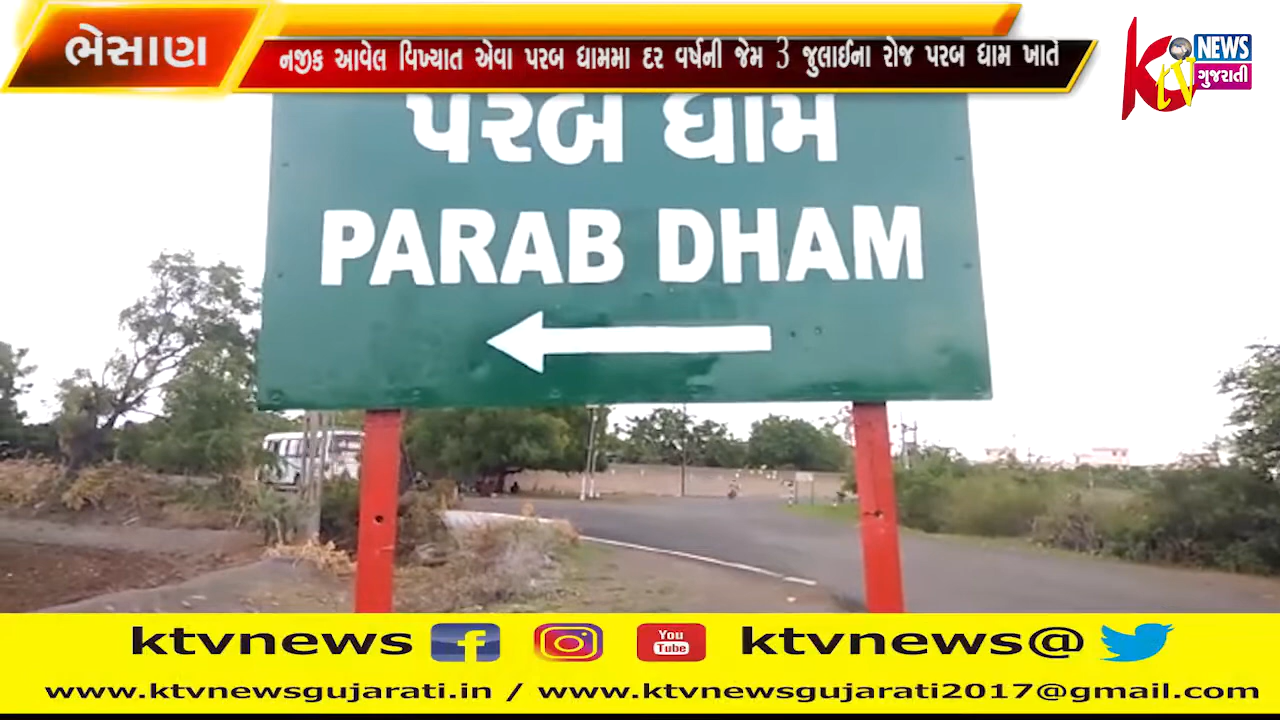 ભેસાણ
નજીક આવેલ વિખ્યાત એવા પરબ ધામમા દર વર્ષની જેમ 3 જુલાઈના રોજ પરબ ધામ ખાતે
Ktv NEWS
ગુજરાતી
પરબ ધામ
PARAB DHAM
ktvnews f You Tube ktvnews@
www.ktvnewsgujarati.in / www.ktvnewsgujarati2017@gmail.com